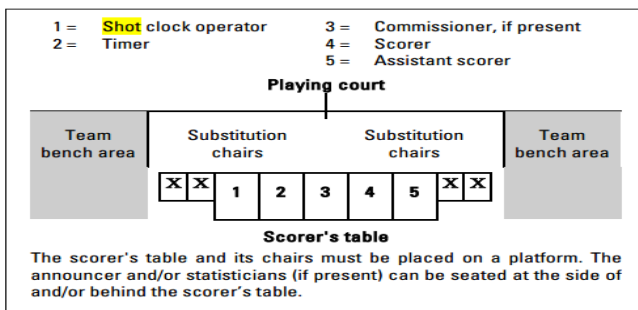 1 = Shot clock operator 3 = Commissioner, if present
2 = Timer 4 = Scorer
5 = Assistant scorer
Playing court
Team bench area
Substitution chairs
Substitution chairs
Team bench area
X X 1 2 3 4 5 X X
Scorer's table
The scorer's table and its chairs must be placed on a platform. The
announcer and/or statisticians (if present) can be seated at the side of
and/or behind the scorer's table.